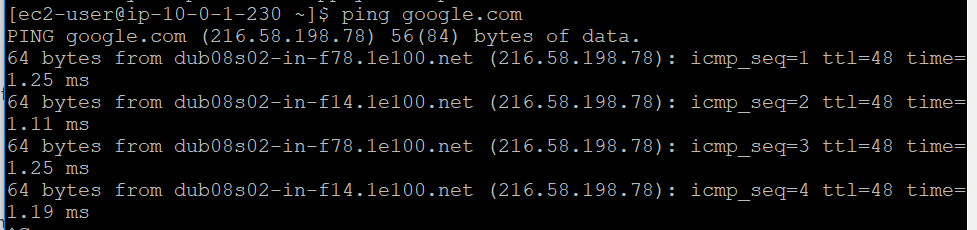 [ec2-user@ip-10-0-1-230 ~]$ ping google.com
PING google.com (216.58.198.78) 56(84) bytes of data.
64 bytes from dub08s02-in-f78.1e100.net (216.58.198.78): icmp_seq=1 ttl=48 time=
1.25 ms
64 bytes from dub08s02-in-f14.1e100.net (216.58.198.78): icmp_seq=2 ttl=48 time=
1.11 ms
64 bytes from dub08s02-in-f78.1e100.net (216.58.198.78): icmp_seq=3 ttl=48 time=
1.25 ms
64 bytes from dub08s02-in-f14.1e100.net (216.58.198.78): icmp_seq=4 ttl=48 time=
1.19 ms